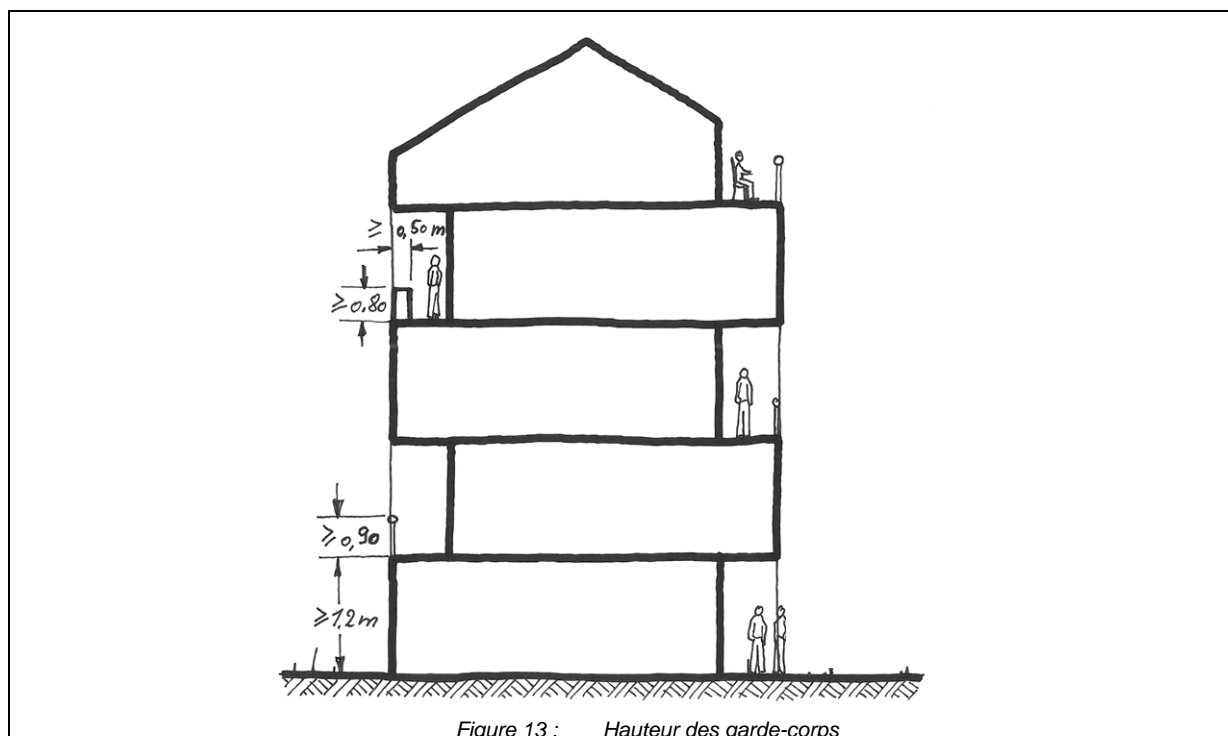 ≥ 0,50 m
≥ 0.80
≥ 0,90
≥ 1,2 m
Figure 13 : Hauteur des garde-corps